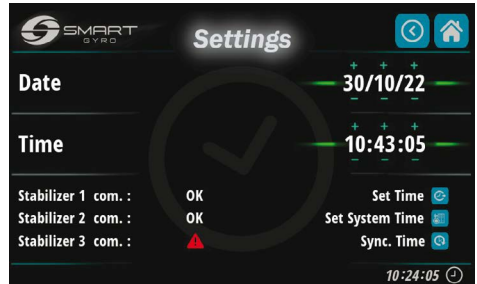 SMART
GYRO
Settings
Date
+ + +
30/10/22
– – –
Time
+ + +
10:43:05
– – –
Stabilizer 1 com. : OK Set Time
Stabilizer 2 com. : OK Set System Time
Stabilizer 3 com. : Sync. Time
10:24:05